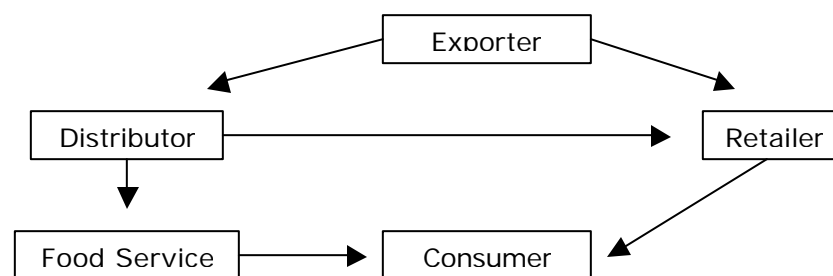 Exporter
Distributor
Retailer
Food Service
Consumer